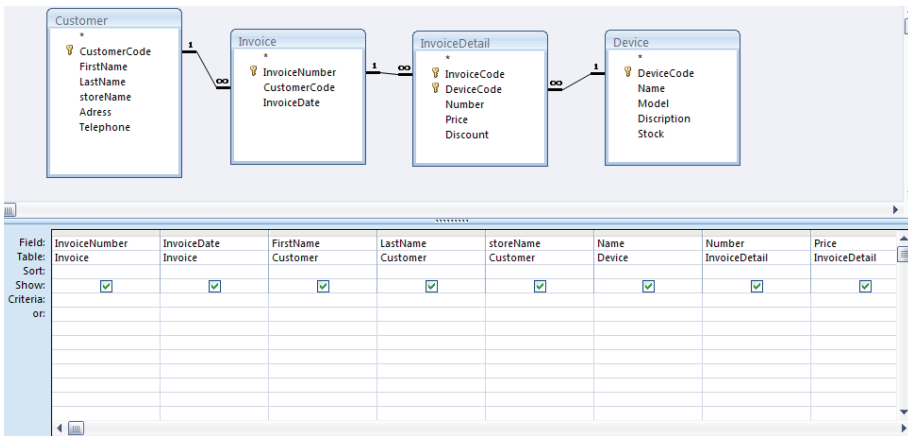 Customer
*
CustomerCode
FirstName
LastName
storeName
Adress
Telephone
1
∞
Invoice
*
InvoiceNumber
CustomerCode
InvoiceDate
1
∞
InvoiceDetail
*
InvoiceCode
DeviceCode
Number
Price
Discount
∞
1
Device
*
DeviceCode
Name
Model
Discription
Stock
Field: InvoiceNumber InvoiceDate FirstName LastName storeName Name Number Price
Table: Invoice Invoice Customer Customer Customer Device InvoiceDetail InvoiceDetail
Sort:
Show:
Criteria:
or: